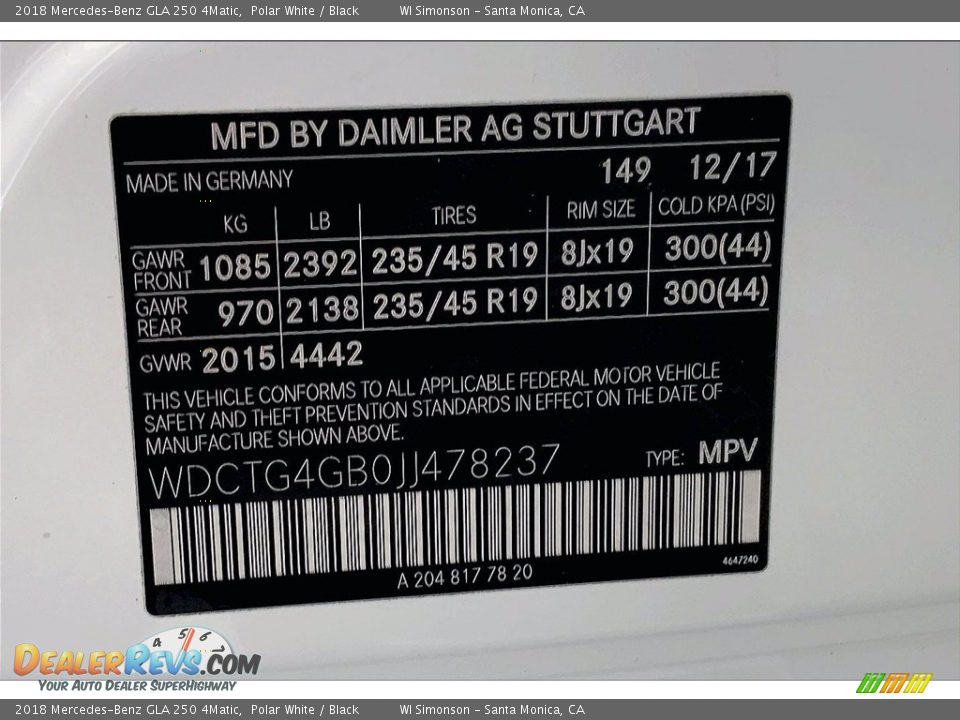 2018 Mercedes-Benz GLA 250 4Matic, Polar White / Black WI Simonson - Santa Monica, CA
MFD BY DAIMLER AG STUTTGART
149 12/17
MADE IN GERMANY
KG LB TIRES RIM SIZE COLD KPA (PSI)
GAWR FRONT 1085 2392 235/45 R19 8Jx19 300(44)
GAWR REAR 970 2138 235/45 R19 8Jx19 300(44)
GVWR 2015 4442
THIS VEHICLE CONFORMS TO ALL APPLICABLE FEDERAL MOTOR VEHICLE
SAFETY AND THEFT PREVENTION STANDARDS IN EFFECT ON THE DATE OF
MANUFACTURE SHOWN ABOVE.
WDCTG4GB0JJ478237 TYPE: MPV
A 204 817 78 20 4647240
4 5 6 7
DEALERREVS.COM
YOUR AUTO DEALER SUPERHIGHWAY
2018 Mercedes-Benz GLA 250 4Matic, Polar White / Black WI Simonson - Santa Monica, CA